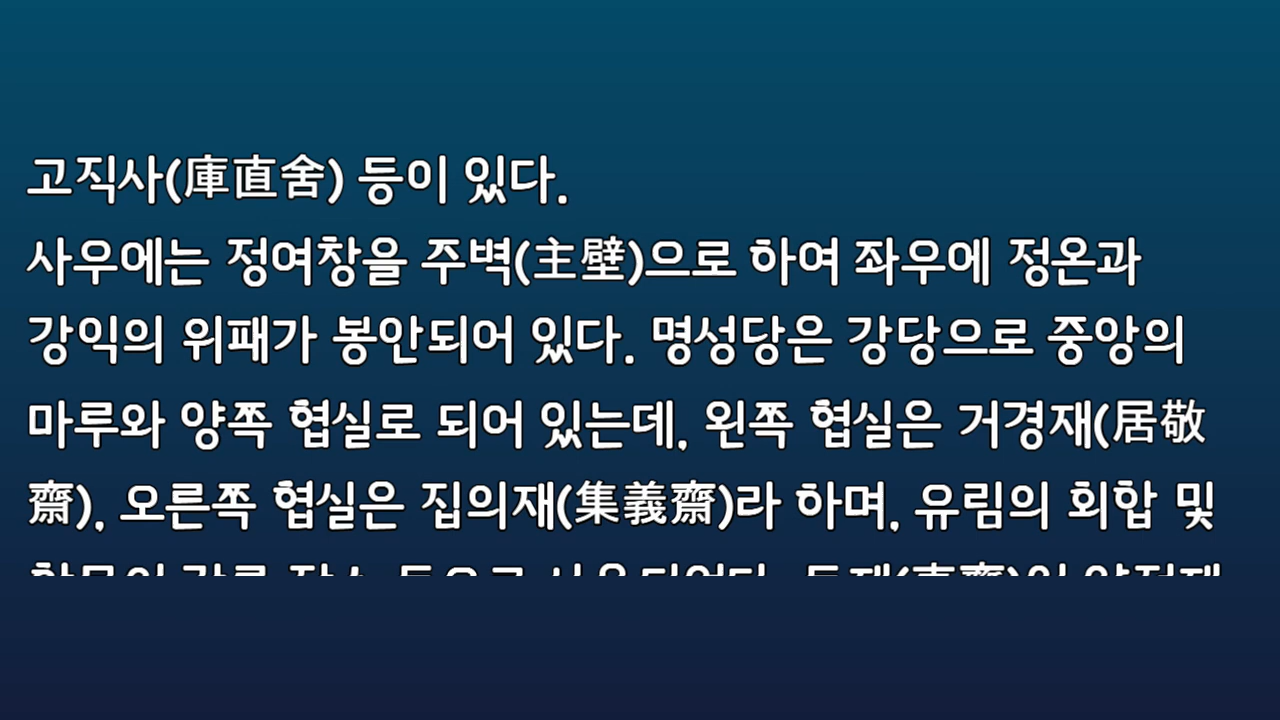 고직사(庫直舍) 등이 있다.
사우에는 정여창을 주벽(主壁)으로 하여 좌우에 정온과
강익의 위패가 봉안되어 있다. 명성당은 강당으로 중앙의
마루와 양쪽 협실로 되어 있는데, 왼쪽 협실은 거경재(居敬
齋), 오른쪽 협실은 집의재(集義齋)라 하며, 유림의 회합 및